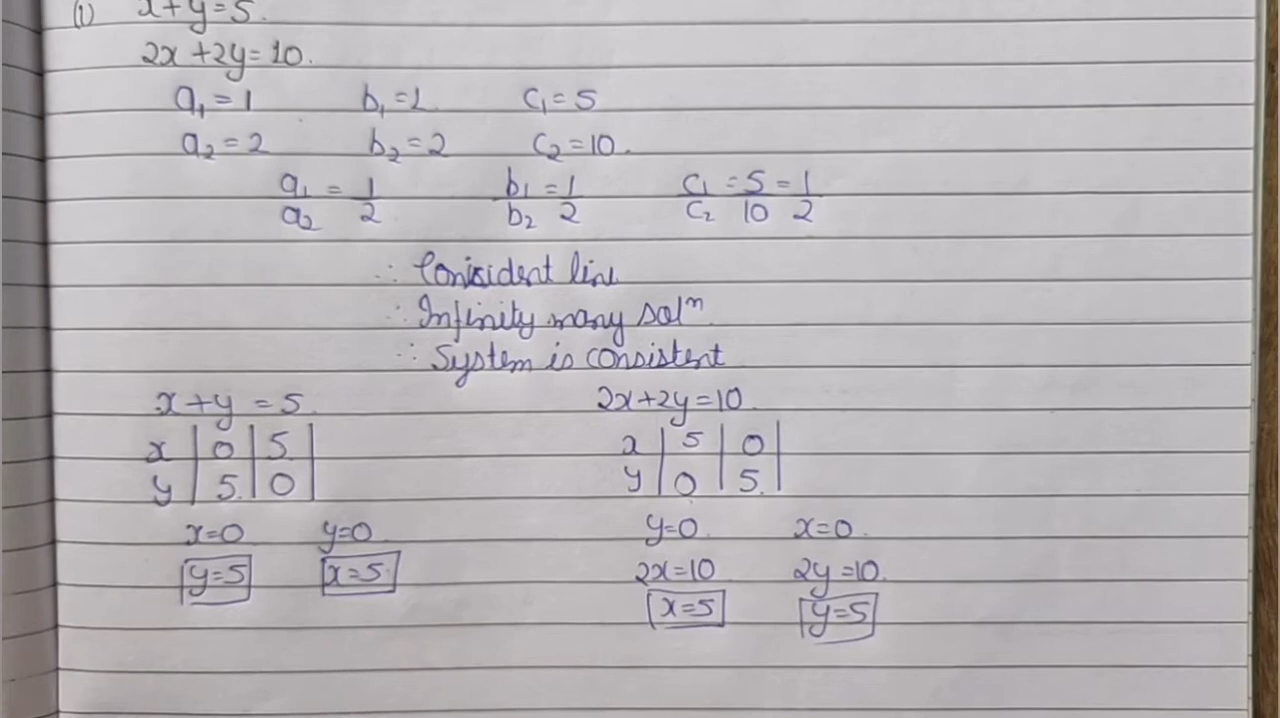 (1) x+y=5.
2x+2y=10.
a₁=1 b₁=1 c₁=5
a₂=2 b₂=2 c₂=10.
a₁/a₂ = 1/2 b₁/b₂ = 1/2 c₁/c₂ = 5/10 = 1/2
∴ Conicident line
∴ Infinity many solⁿ.
∴ System is consistent
x+y=5. 2x+2y=10.
x | 0 | 5 | x | 5 | 0 |
y | 5 | 0 | y | 0 | 5 |
x=0 y=0 y=0 x=0.
y=5 x=5 2x=10 2y=10.
x=5 y=5